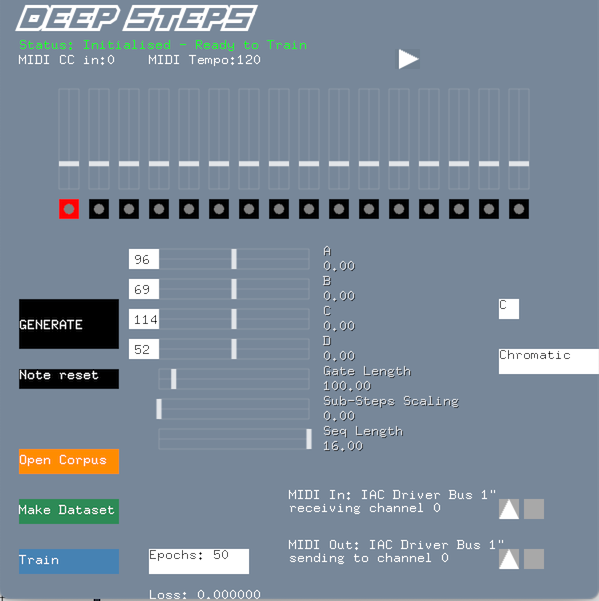 DEEP STEPS
Status: Initialised - Ready to Train
MIDI CC in:0 MIDI Tempo:120
96 A
0.00
69 B
0.00
114 C
0.00
52 D
0.00
C
GENERATE
Chromatic
Note reset
Gate Length
100.00
Sub-Steps Scaling
0.00
Seq Length
16.00
Open Corpus
Make Dataset
MIDI In: IAC Driver Bus 1"
receiving channel 0
Train
Epochs: 50
MIDI Out: IAC Driver Bus 1"
sending to channel 0
Loss: 0.000000